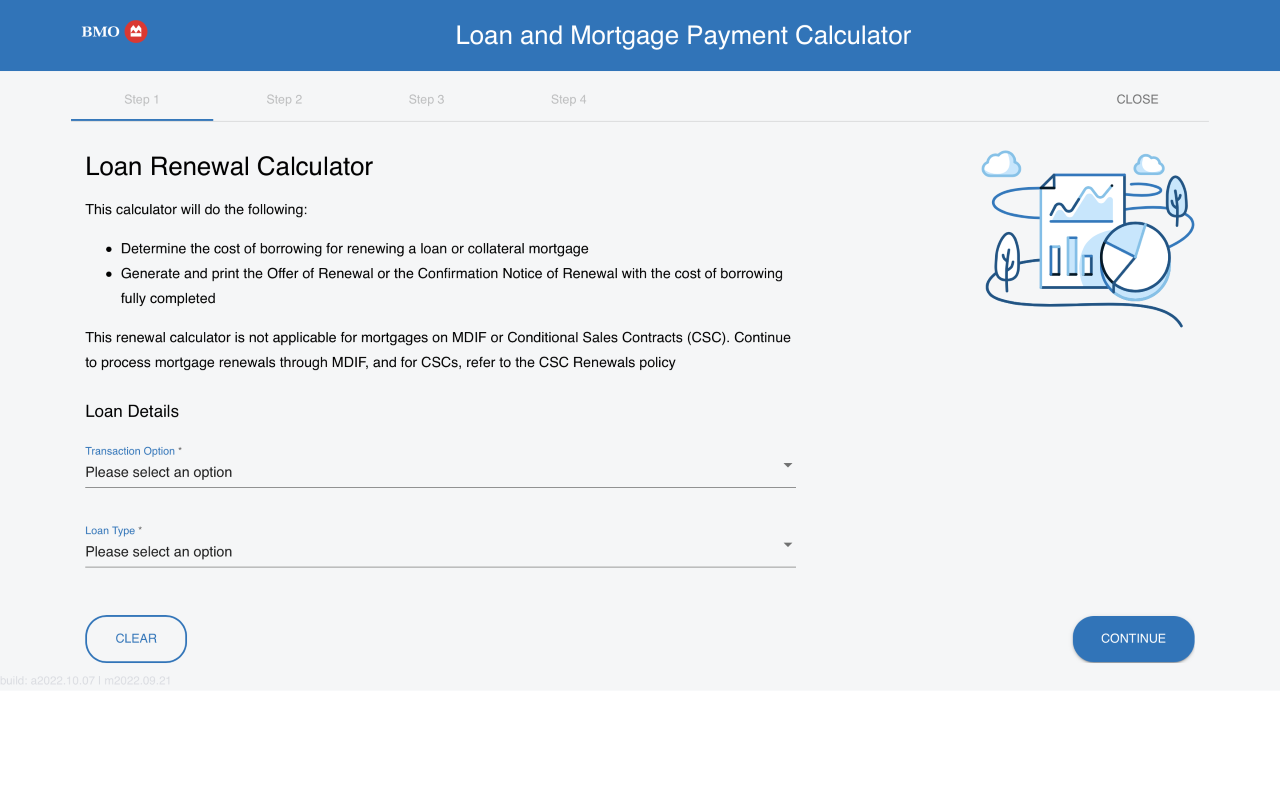 BMO
Loan and Mortgage Payment Calculator
Step 1
Step 2
Step 3
Step 4
CLOSE
Loan Renewal Calculator
This calculator will do the following:
Determine the cost of borrowing for renewing a loan or collateral mortgage
Generate and print the Offer of Renewal or the Confirmation Notice of Renewal with the cost of borrowing
fully completed
This renewal calculator is not applicable for mortgages on MDIF or Conditional Sales Contracts (CSC). Continue
to process mortgage renewals through MDIF, and for CSCs, refer to the CSC Renewals policy
Loan Details
Transaction Option *
Please select an option
Loan Type *
Please select an option
CLEAR
CONTINUE
build: a2022.10.07 | m2022.09.21